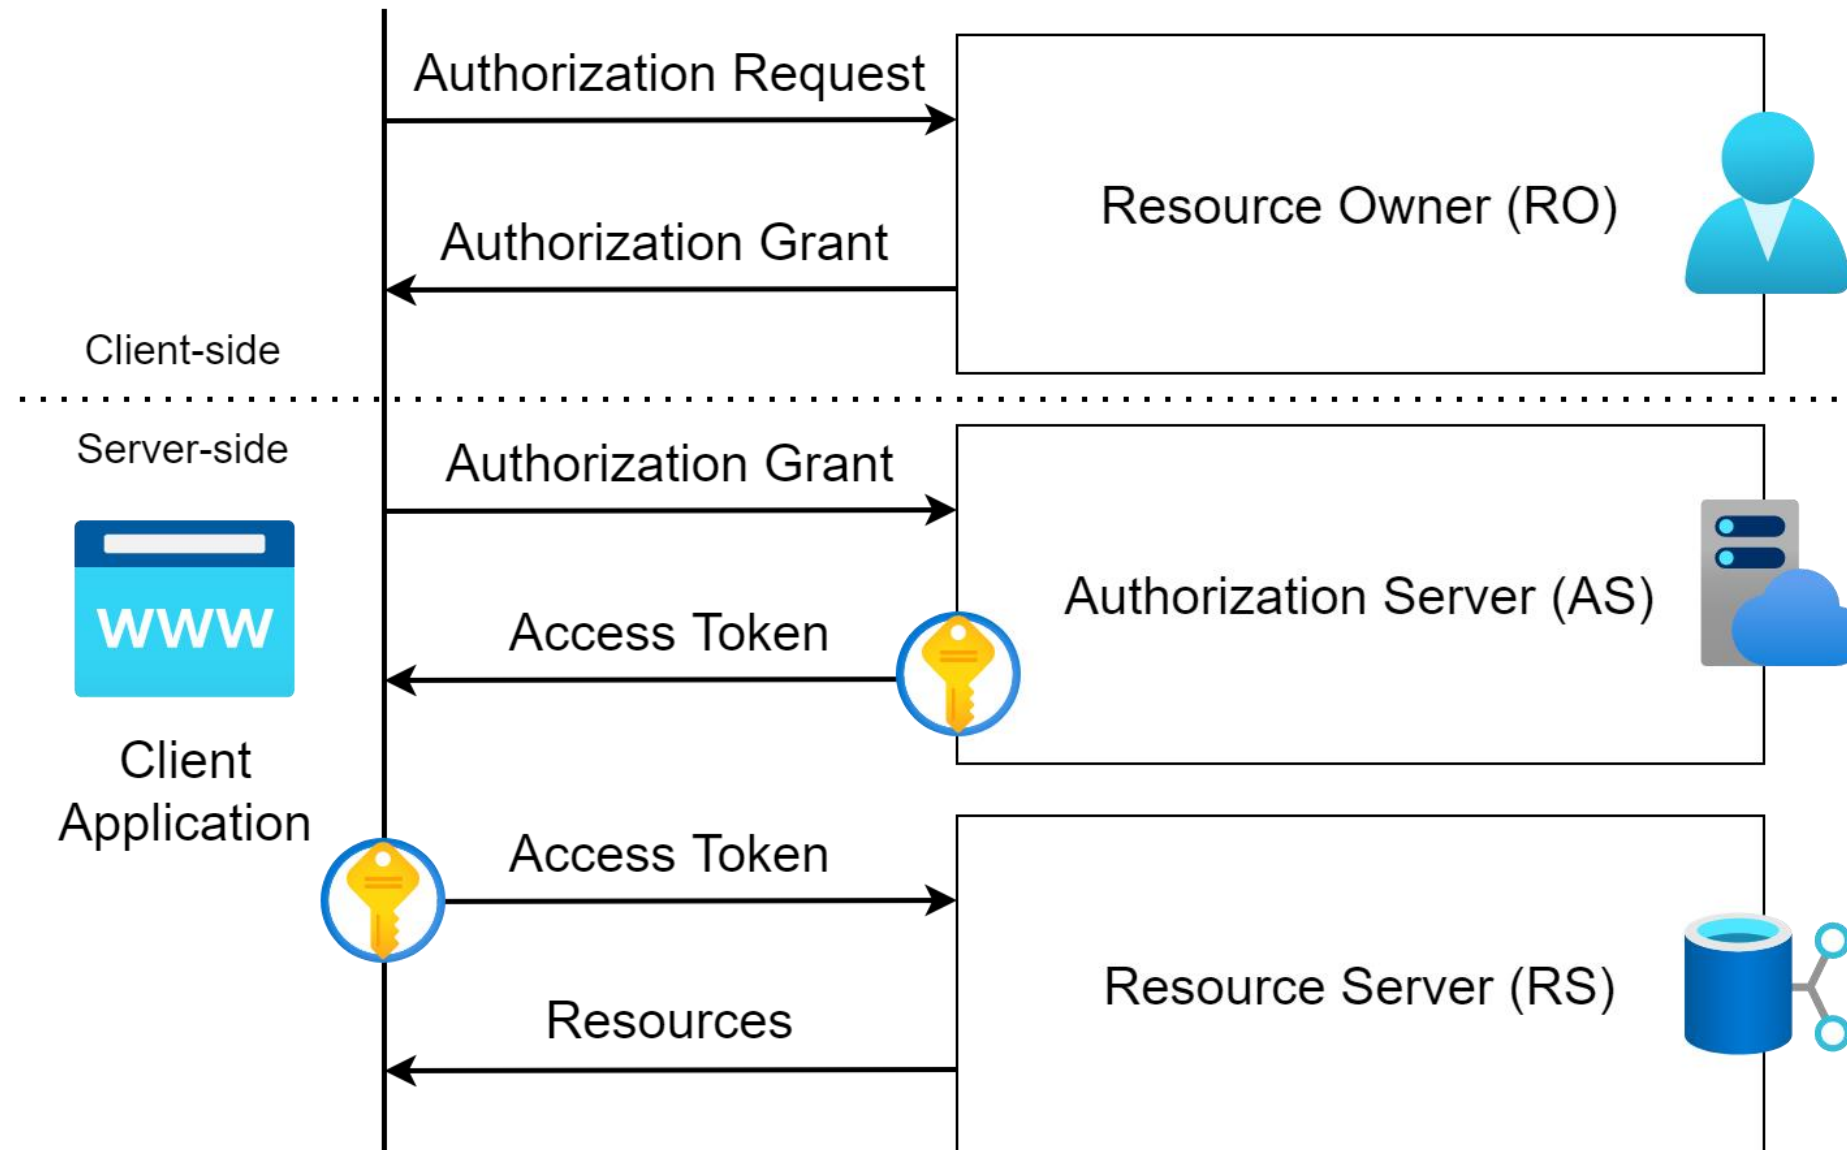 Authorization Request
Resource Owner (RO)
Authorization Grant
Client-side
Server-side
Authorization Grant
www
Authorization Server (AS)
Access Token
Client
Application
Access Token
Resource Server (RS)
Resources